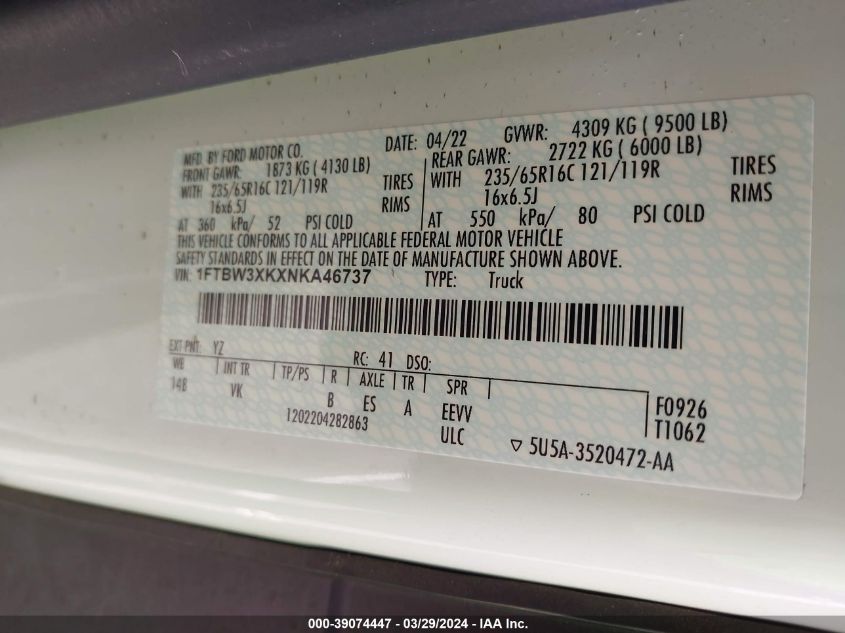 MFD. BY FORD MOTOR CO. DATE: 04/22 GVWR: 4309 KG ( 9500 LB)
FRONT GAWR: 1873 KG ( 4130 LB) REAR GAWR: 2722 KG ( 6000 LB)
WITH 235/65R16C 121/119R TIRES WITH 235/65R16C 121/119R TIRES
16x6.5J RIMS 16x6.5J RIMS
AT 360 kPa/ 52 PSI COLD AT 550 kPa/ 80 PSI COLD
THIS VEHICLE CONFORMS TO ALL APPLICABLE FEDERAL MOTOR VEHICLE
SAFETY STANDARDS IN EFFECT ON THE DATE OF MANUFACTURE SHOWN ABOVE.
VIN: 1FTBW3XKXNKA46737 TYPE: Truck
EXT PNT: YZ RC: 41 DSO:
WB INT TR TP/PS R AXLE TR SPR
148 VK B ES A EEVV F0926
1202204282863 ULC T1062
▽ 5U5A-3520472-AA
000-39074447 - 03/29/2024 - IAA Inc.